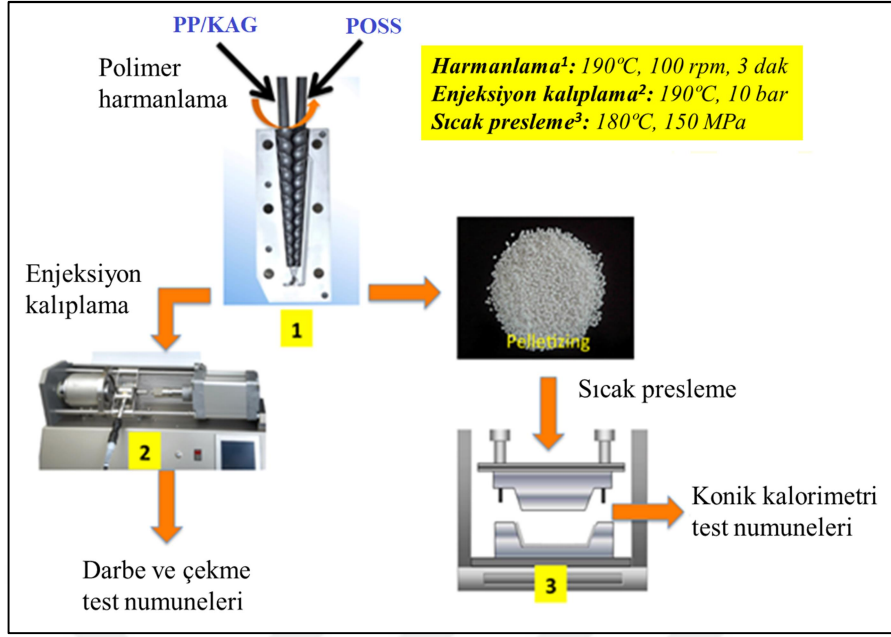 PP/KAG
POSS
Polimer
harmanlama
Harmanlama¹: 190ºC, 100 rpm, 3 dak
Enjeksiyon kalıplama²: 190ºC, 10 bar
Sıcak presleme³: 180ºC, 150 MPa
Enjeksiyon
kalıplama
1
Pelletizing
Sıcak presleme
2
Konik kalorimetri
test numuneleri
Darbe ve çekme
test numuneleri
3